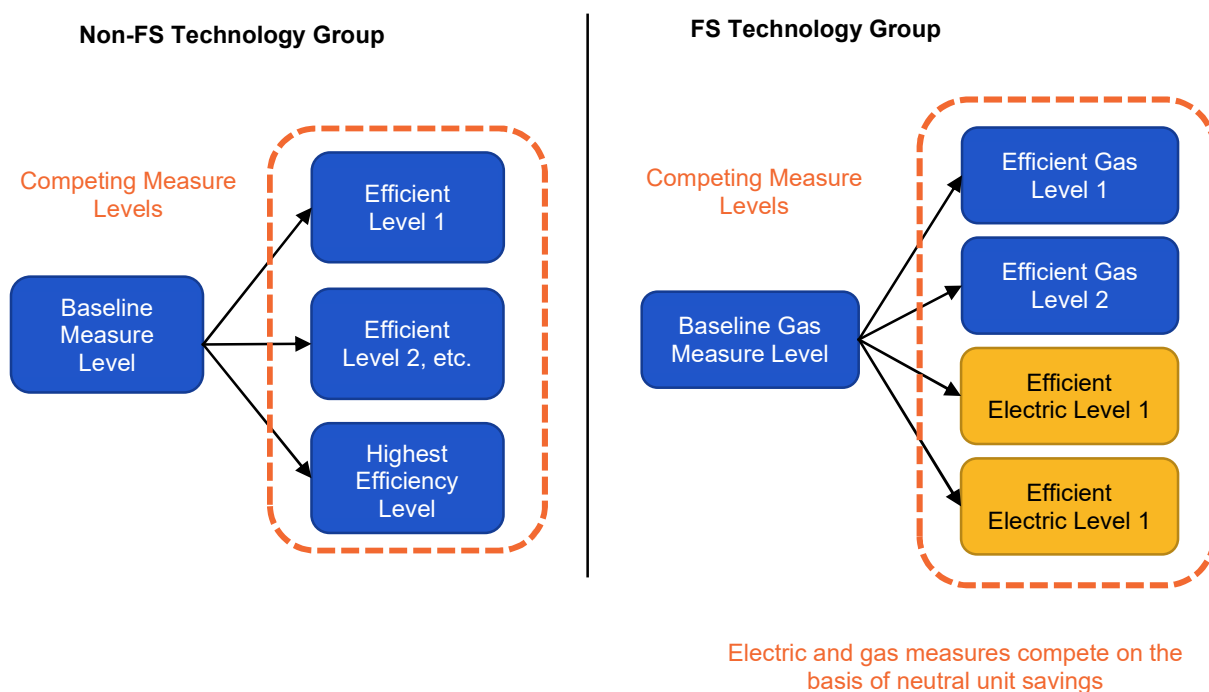 Non-FS Technology Group
Competing Measure
Levels
Baseline
Measure
Level
Efficient
Level 1
Efficient
Level 2, etc.
Highest
Efficiency
Level
FS Technology Group
Competing Measure
Levels
Baseline Gas
Measure Level
Efficient Gas
Level 1
Efficient Gas
Level 2
Efficient
Electric Level 1
Efficient
Electric Level 1
Electric and gas measures compete on the
basis of neutral unit savings